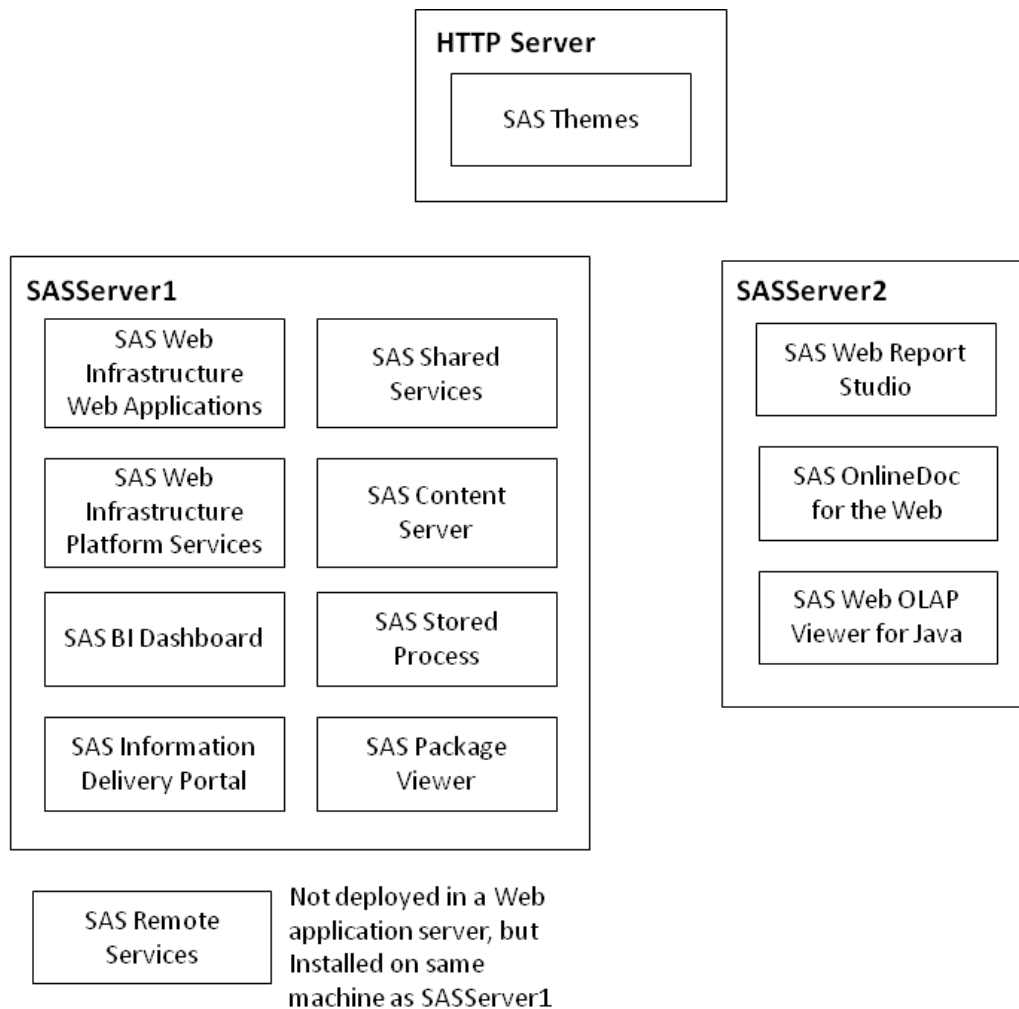 HTTP Server
SAS Themes
SASServer1
SAS Web
Infrastructure
Web Applications
SAS Shared
Services
SAS Web
Infrastructure
Platform Services
SAS Content
Server
SAS BI Dashboard
SAS Stored
Process
SAS Information
Delivery Portal
SAS Package
Viewer
SASServer2
SAS Web Report
Studio
SAS OnlineDoc
for the Web
SAS Web OLAP
Viewer for Java
SAS Remote
Services
Not deployed in a Web
application server, but
Installed on same
machine as SASServer1